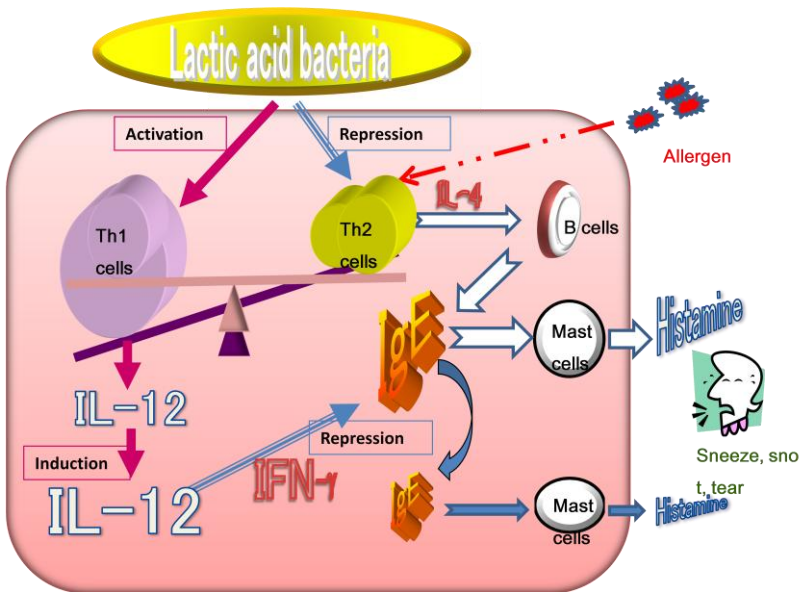 Lactic acid bacteria
Activation
Repression
Allergen
Th1
cells
Th2
cells
IL-4
B cells
IgE
Mast
cells
Histamine
IL-12
Induction
IL-12
Repression
IFN-γ
IgE
Mast
cells
Histamine
Sneeze, sno
t, tear